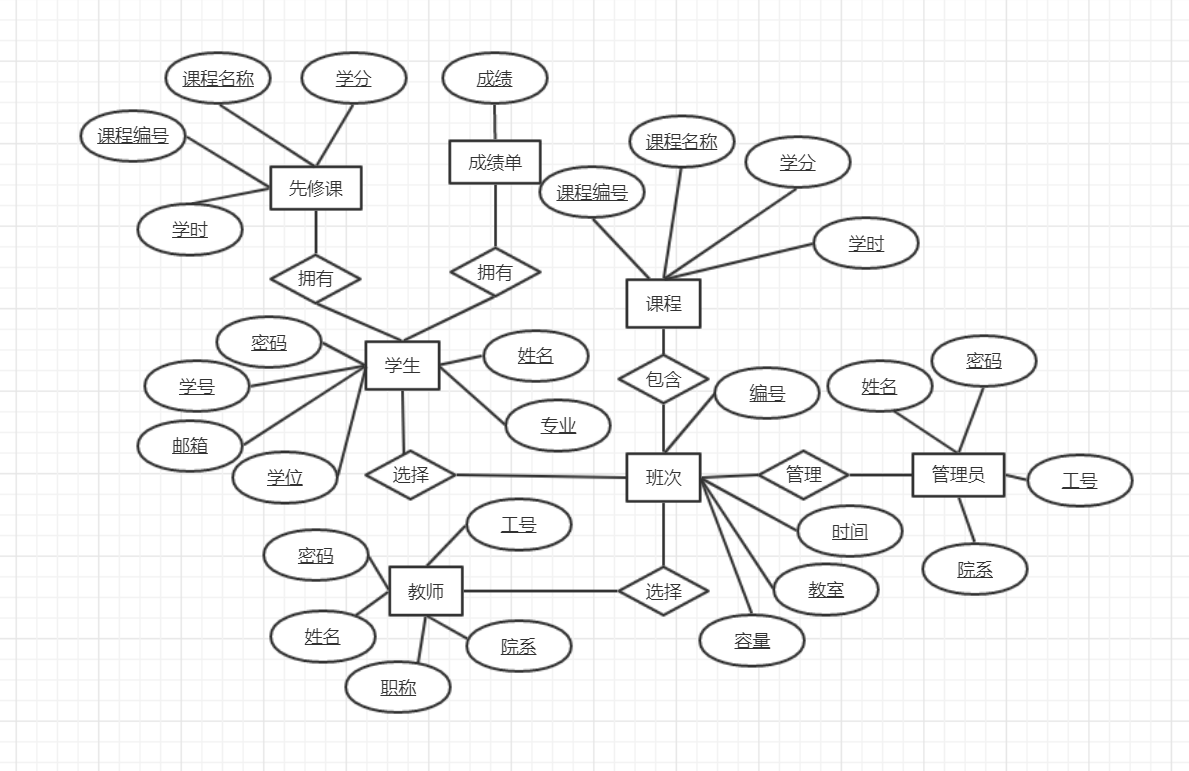 课程名称
学分
成绩
课程编号
课程名称
先修课
成绩单
学分
课程编号
学时
学时
拥有
拥有
课程
密码
学生
姓名
包含
密码
学号
姓名
编号
专业
邮箱
学位
选择
班次
管理
管理员
工号
工号
时间
密码
院系
教师
选择
教室
姓名
院系
容量
职称